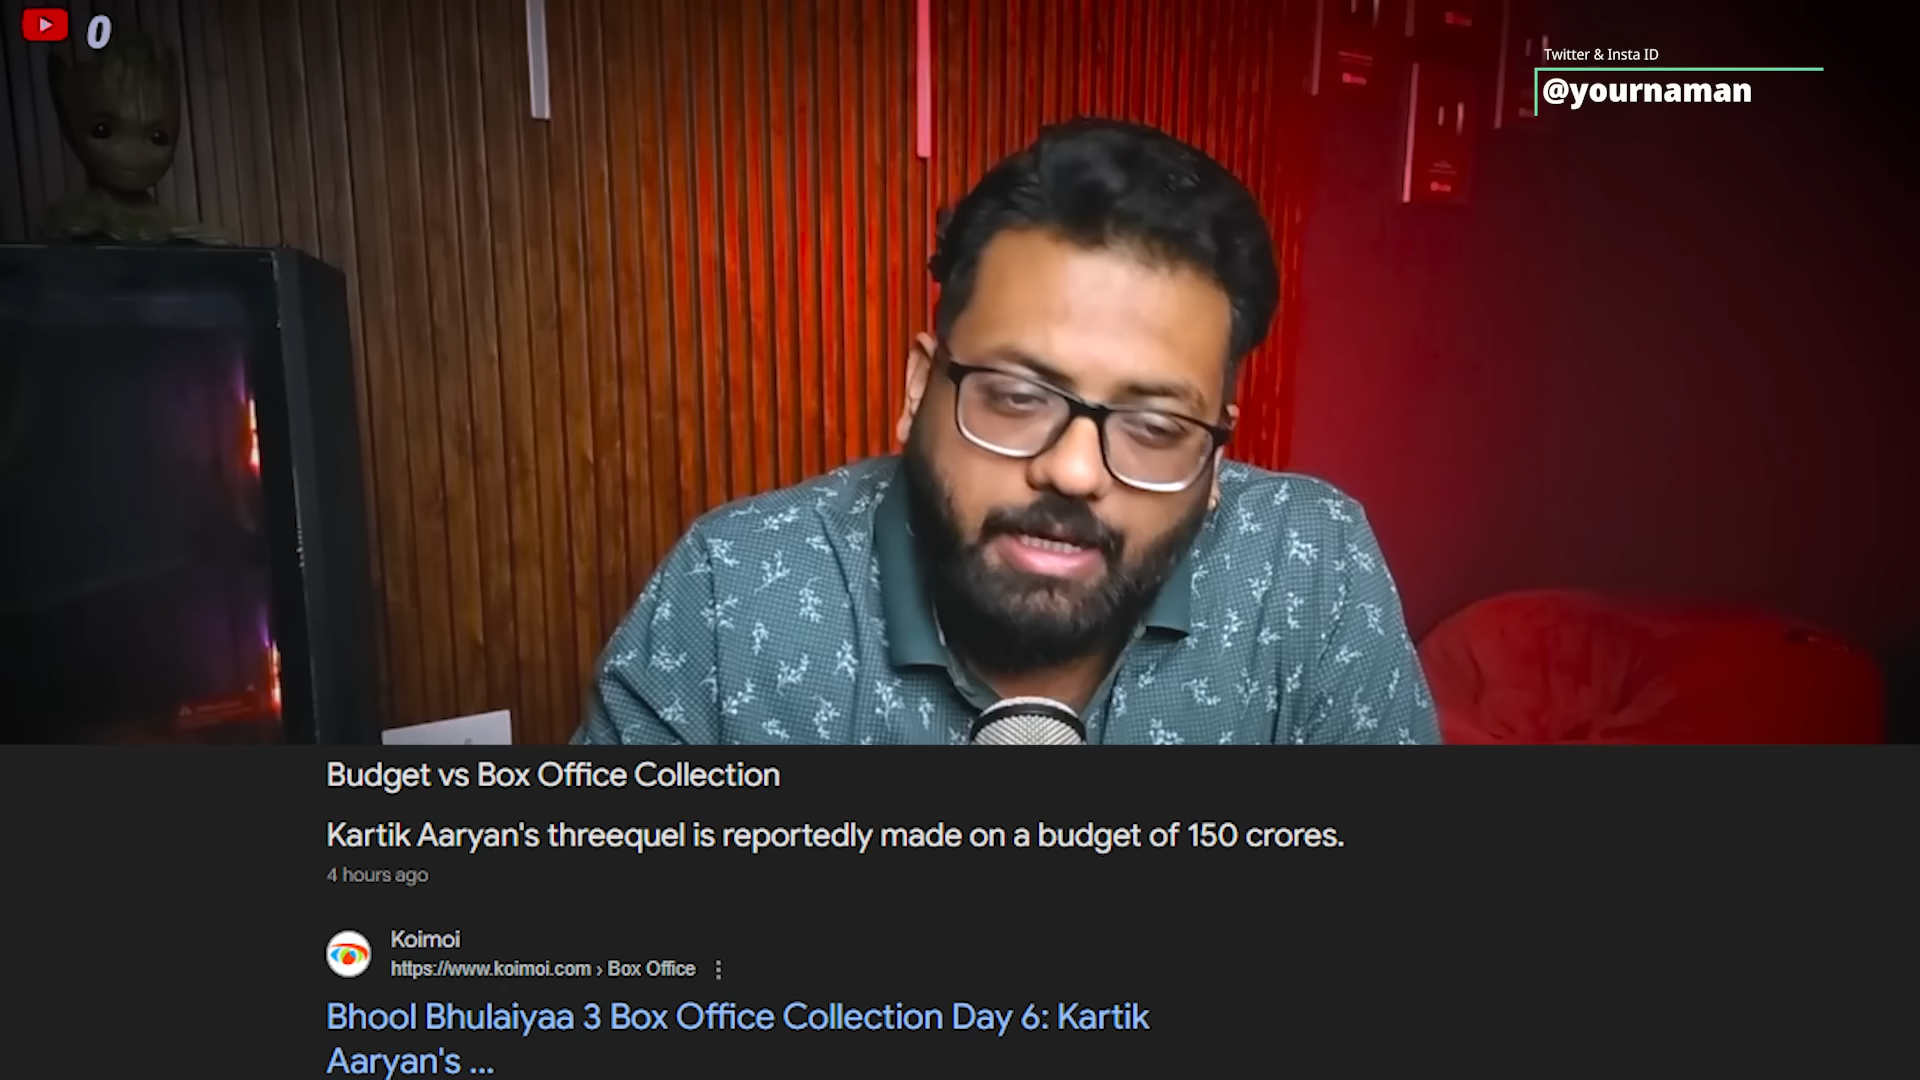 0
Twitter & Insta ID
@yournaman
Budget vs Box Office Collection
Kartik Aaryan's threequel is reportedly made on a budget of 150 crores.
4 hours ago
Koimoi
https://www.koimoi.com › Box Office
Bhool Bhulaiyaa 3 Box Office Collection Day 6: Kartik
Aaryan's ...